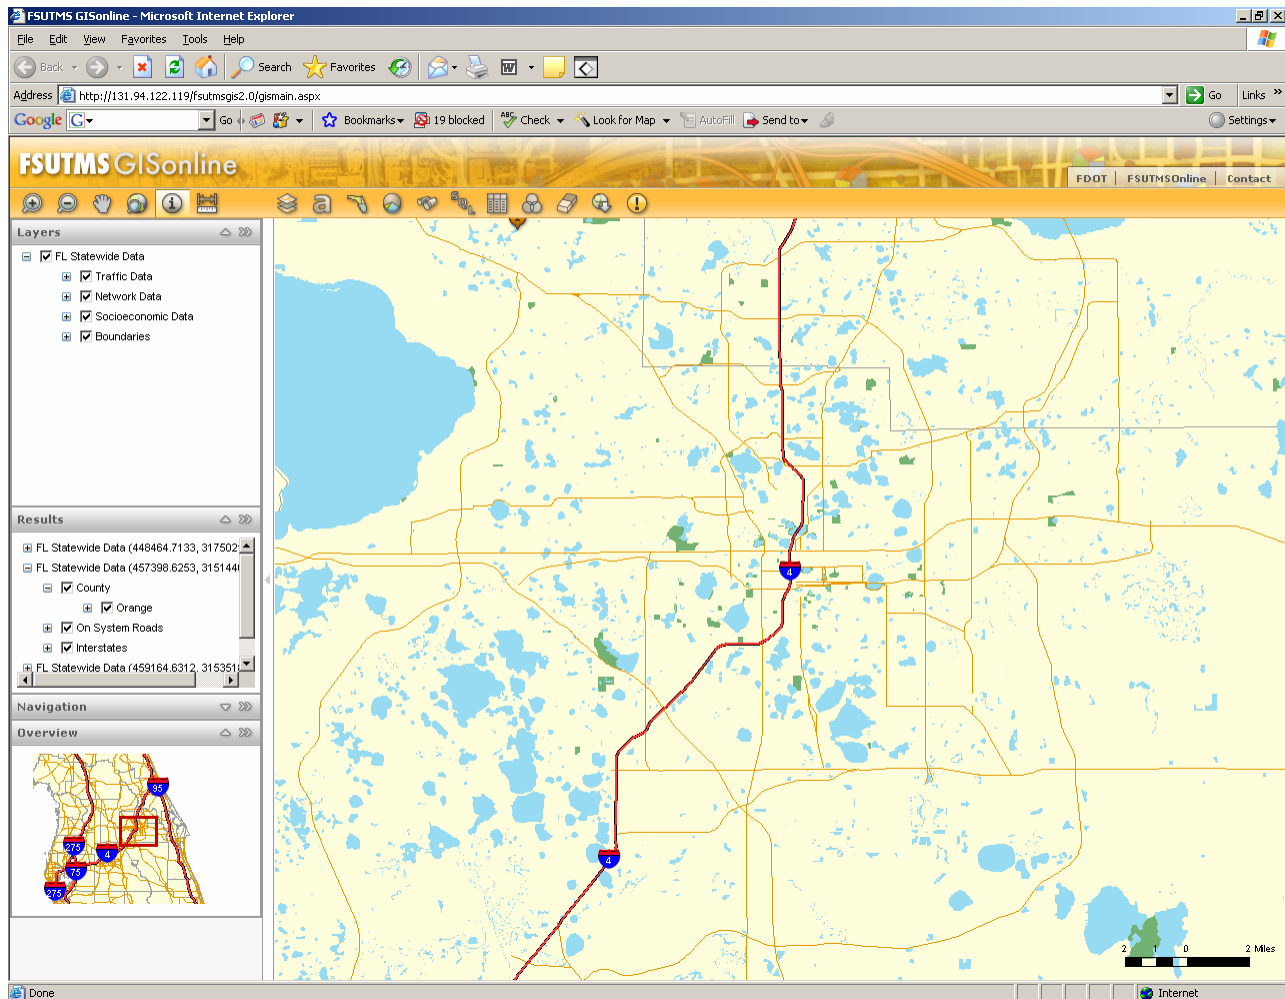 FSUTMS GISonline - Microsoft Internet Explorer
File Edit View Favorites Tools Help
Back Search Favorites
Address http://131.94.122.119/fsutmsgis2.0/gismain.aspx Go Links »
Google G Go Bookmarks 19 blocked ABC Check Look for Map AutoFill Send to Settings
FSUTMS GISonline
FDOT | FSUTMSOnline | Contact
a SQL
Layers
FL Statewide Data
Traffic Data
Network Data
Socioeconomic Data
Boundaries
Results
FL Statewide Data (448464.7133, 317502
FL Statewide Data (457398.6253, 315144
County
Orange
On System Roads
Interstates
FL Statewide Data (459164.6312, 315351
Navigation
Overview
95
275
4
75
275
4
4
2 1 0 2 Miles
Done Internet